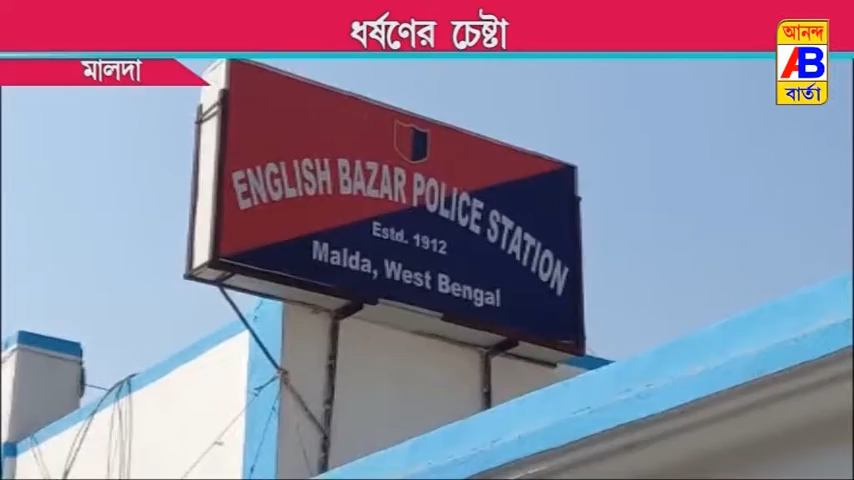 ধর্ষণের চেষ্টা
মালদা
আনন্দ
AB
বার্তা
ENGLISH BAZAR POLICE STATION
Estd. 1912
Malda, West Bengal